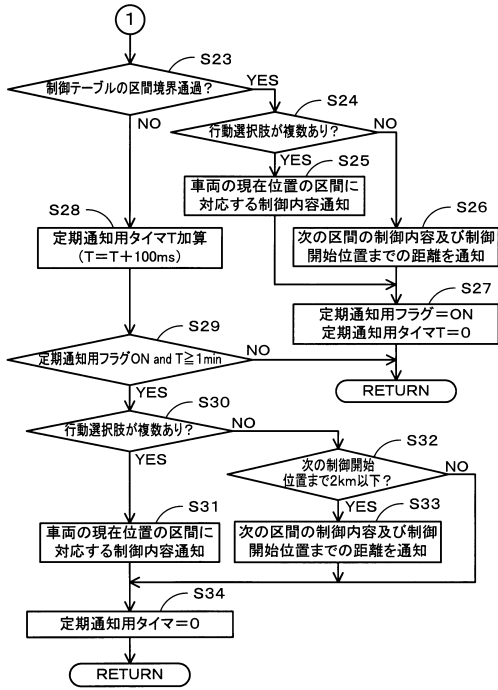 1
S23
制御テーブルの区間境界通過?
YES
NO
S24
行動選択肢が複数あり?
NO
YES
S25
車両の現在位置の区間に
対応する制御内容通知
S26
次の区間の制御内容及び制御
開始位置までの距離を通知
S27
定期通知用フラグ=ON
定期通知用タイマT=0
RETURN
S28
定期通知用タイマT加算
(T=T+100ms)
S29
定期通知用フラグON and T≧1min
NO
YES
S30
行動選択肢が複数あり?
NO
YES
S32
次の制御開始
位置まで2km以下?
NO
YES
S31
車両の現在位置の区間に
対応する制御内容通知
S33
次の区間の制御内容及び制御
開始位置までの距離を通知
S34
定期通知用タイマ=0
RETURN